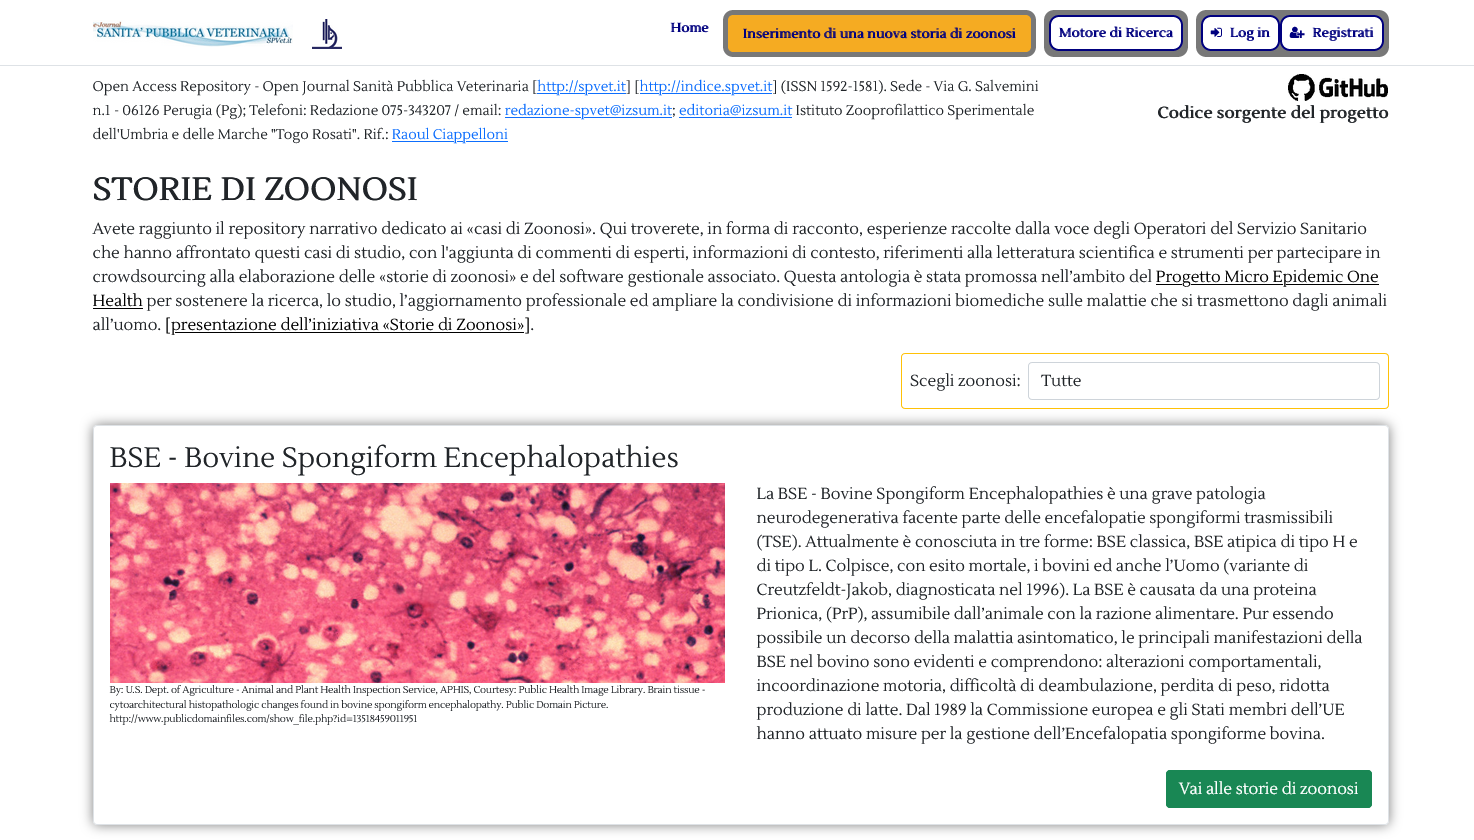 e-Journal
SANITA' PUBBLICA VETERINARIA
SPVet.it
Home
Inserimento di una nuova storia di zoonosi
Motore di Ricerca
Log in
Registrati
Open Access Repository - Open Journal Sanità Pubblica Veterinaria [http://spvet.it] [http://indice.spvet.it] (ISSN 1592-1581). Sede - Via G. Salvemini
n.1 - 06126 Perugia (Pg); Telefoni: Redazione 075-343207 / email: redazione-spvet@izsum.it; editoria@izsum.it Istituto Zooprofilattico Sperimentale
dell'Umbria e delle Marche "Togo Rosati". Rif.: Raoul Ciappelloni
GitHub
Codice sorgente del progetto
STORIE DI ZOONOSI
Avete raggiunto il repository narrativo dedicato ai «casi di Zoonosi». Qui troverete, in forma di racconto, esperienze raccolte dalla voce degli Operatori del Servizio Sanitario
che hanno affrontato questi casi di studio, con l'aggiunta di commenti di esperti, informazioni di contesto, riferimenti alla letteratura scientifica e strumenti per partecipare in
crowdsourcing alla elaborazione delle «storie di zoonosi» e del software gestionale associato. Questa antologia è stata promossa nell’ambito del Progetto Micro Epidemic One
Health per sostenere la ricerca, lo studio, l’aggiornamento professionale ed ampliare la condivisione di informazioni biomediche sulle malattie che si trasmettono dagli animali
all’uomo. [presentazione dell’iniziativa «Storie di Zoonosi»].
Scegli zoonosi:
Tutte
BSE - Bovine Spongiform Encephalopathies
By: U.S. Dept. of Agriculture - Animal and Plant Health Inspection Service, APHIS, Courtesy: Public Health Image Library. Brain tissue -
cytoarchitectural histopathologic changes found in bovine spongiform encephalopathy. Public Domain Picture.
http://www.publicdomainfiles.com/show_file.php?id=13518459011951
La BSE - Bovine Spongiform Encephalopathies è una grave patologia
neurodegenerativa facente parte delle encefalopatie spongiformi trasmissibili
(TSE). Attualmente è conosciuta in tre forme: BSE classica, BSE atipica di tipo H e
di tipo L. Colpisce, con esito mortale, i bovini ed anche l’Uomo (variante di
Creutzfeldt-Jakob, diagnosticata nel 1996). La BSE è causata da una proteina
Prionica, (PrP), assumibile dall’animale con la razione alimentare. Pur essendo
possibile un decorso della malattia asintomatico, le principali manifestazioni della
BSE nel bovino sono evidenti e comprendono: alterazioni comportamentali,
incoordinazione motoria, difficoltà di deambulazione, perdita di peso, ridotta
produzione di latte. Dal 1989 la Commissione europea e gli Stati membri dell’UE
hanno attuato misure per la gestione dell’Encefalopatia spongiforme bovina.
Vai alle storie di zoonosi